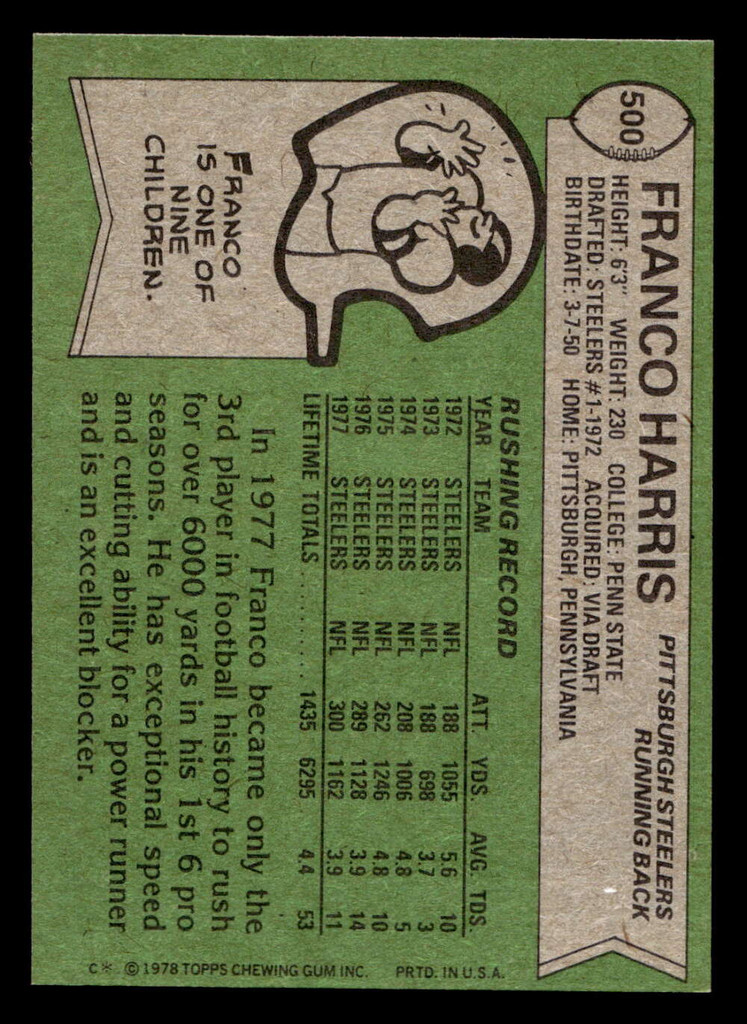 500
FRANCO HARRIS
PITTSBURGH STEELERS
RUNNING BACK
HEIGHT: 6'3" WEIGHT: 230 COLLEGE: PENN STATE
DRAFTED: STEELERS #1-1972 ACQUIRED: VIA DRAFT
BIRTHDATE: 3-7-50 HOME: PITTSBURGH, PENNSYLVANIA
FRANCO
IS ONE OF
NINE
CHILDREN.
RUSHING RECORD
YEAR TEAM ATT. YDS. AVG. TDS.
1972 STEELERS NFL 188 1055 5.6 10
1973 STEELERS NFL 188 698 3.7 3
1974 STEELERS NFL 208 1006 4.8 5
1975 STEELERS NFL 262 1246 4.8 10
1976 STEELERS NFL 289 1128 3.9 14
1977 STEELERS NFL 300 1162 3.9 11
LIFETIME TOTALS .......... 1435 6295 4.4 53
In 1977 Franco became only the
3rd player in football history to rush
for over 6000 yards in his 1st 6 pro
seasons. He has exceptional speed
and cutting ability for a power runner
and is an excellent blocker.
C* © 1978 TOPPS CHEWING GUM INC. PRTD. IN U.S.A.